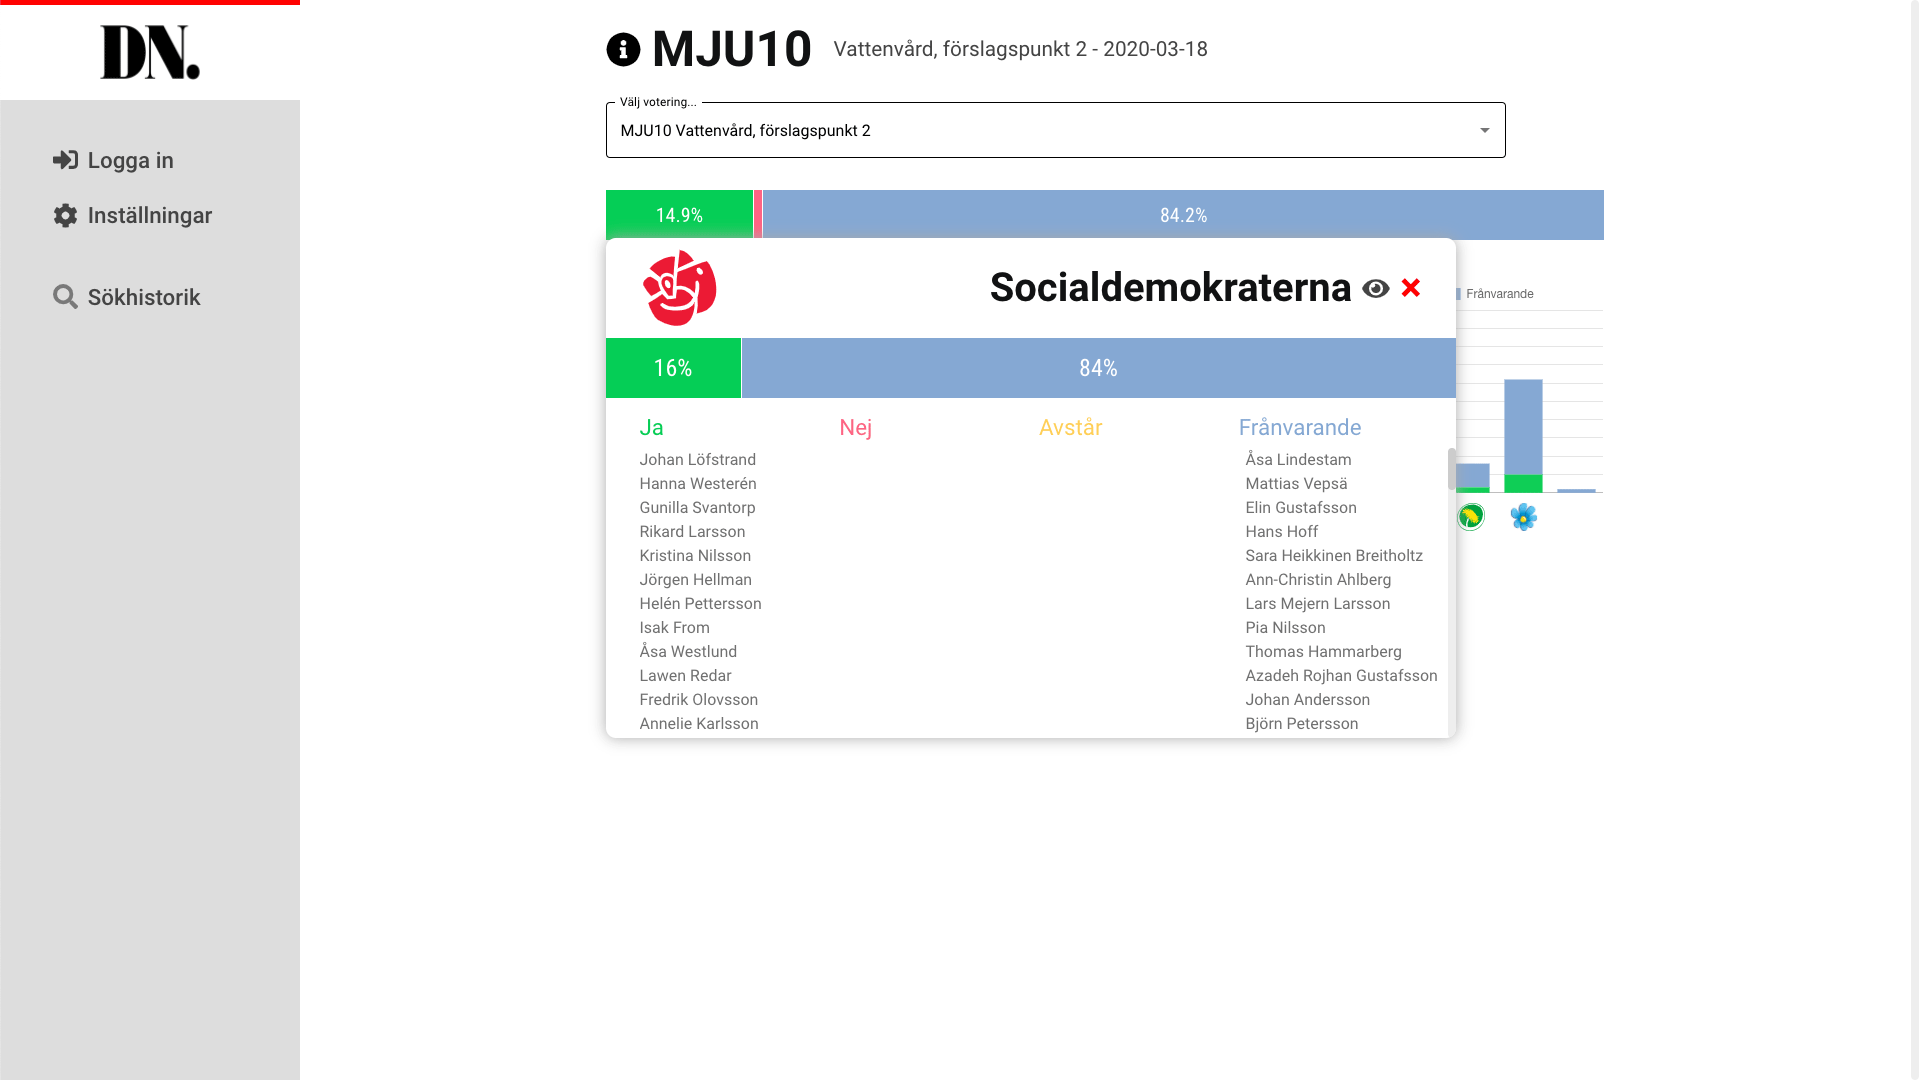 DN.
Logga in
Inställningar
Sökhistorik
MJU10 Vattenvård, förslagspunkt 2 - 2020-03-18
Välj votering...
MJU10 Vattenvård, förslagspunkt 2
14.9% 84.2%
Socialdemokraterna
Frånvarande
16% 84%
Ja Nej Avstår Frånvarande
Johan Löfstrand
Hanna Westerén
Gunilla Svantorp
Rikard Larsson
Kristina Nilsson
Jörgen Hellman
Helén Pettersson
Isak From
Åsa Westlund
Lawen Redar
Fredrik Olovsson
Annelie Karlsson
Åsa Lindestam
Mattias Vepsä
Elin Gustafsson
Hans Hoff
Sara Heikkinen Breitholtz
Ann-Christin Ahlberg
Lars Mejern Larsson
Pia Nilsson
Thomas Hammarberg
Azadeh Rojhan Gustafsson
Johan Andersson
Björn Petersson